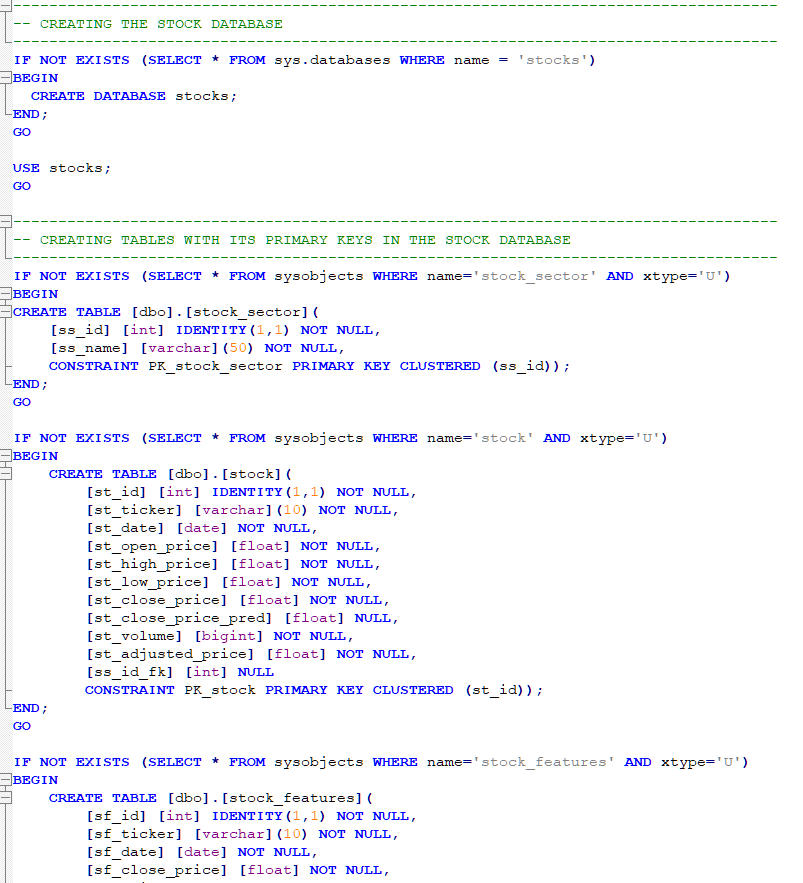 -------------------------------------------------------------------------------------
-- CREATING THE STOCK DATABASE
-------------------------------------------------------------------------------------
IF NOT EXISTS (SELECT * FROM sys.databases WHERE name = 'stocks')
BEGIN
  CREATE DATABASE stocks;
END;
GO

USE stocks;
GO

-------------------------------------------------------------------------------------
-- CREATING TABLES WITH ITS PRIMARY KEYS IN THE STOCK DATABASE
-------------------------------------------------------------------------------------
IF NOT EXISTS (SELECT * FROM sysobjects WHERE name='stock_sector' AND xtype='U')
BEGIN
CREATE TABLE [dbo].[stock_sector](
    [ss_id] [int] IDENTITY(1,1) NOT NULL,
    [ss_name] [varchar](50) NOT NULL,
    CONSTRAINT PK_stock_sector PRIMARY KEY CLUSTERED (ss_id));
END;
GO

IF NOT EXISTS (SELECT * FROM sysobjects WHERE name='stock' AND xtype='U')
BEGIN
    CREATE TABLE [dbo].[stock](
        [st_id] [int] IDENTITY(1,1) NOT NULL,
        [st_ticker] [varchar](10) NOT NULL,
        [st_date] [date] NOT NULL,
        [st_open_price] [float] NOT NULL,
        [st_high_price] [float] NOT NULL,
        [st_low_price] [float] NOT NULL,
        [st_close_price] [float] NOT NULL,
        [st_close_price_pred] [float] NULL,
        [st_volume] [bigint] NOT NULL,
        [st_adjusted_price] [float] NOT NULL,
        [ss_id_fk] [int] NULL
        CONSTRAINT PK_stock PRIMARY KEY CLUSTERED (st_id));
END;
GO

IF NOT EXISTS (SELECT * FROM sysobjects WHERE name='stock_features' AND xtype='U')
BEGIN
    CREATE TABLE [dbo].[stock_features](
        [sf_id] [int] IDENTITY(1,1) NOT NULL,
        [sf_ticker] [varchar](10) NOT NULL,
        [sf_date] [date] NOT NULL,
        [sf_close_price] [float] NOT NULL,